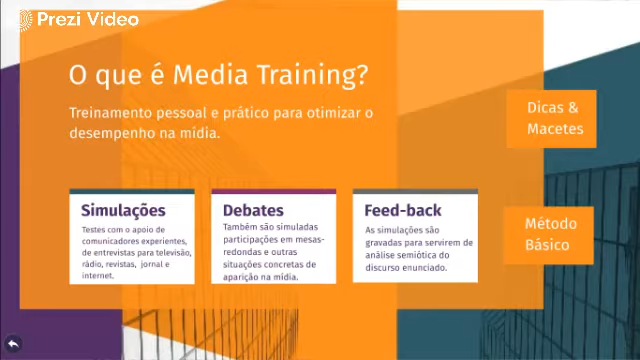 Prezi Video
O que é Media Training?
Treinamento pessoal e prático para otimizar o
desempenho na mídia.
Dicas &
Macetes
Simulações
Testes com o apoio de
comunicadores experientes,
de entrevistas para televisão,
rádio, revistas, jornal e
internet.
Debates
Também são simuladas
participações em mesas-
redondas e outras
situações concretas de
aparição na mídia.
Feed-back
As simulações são
gravadas para servirem de
análise semiótica do
discurso enunciado.
Método
Básico